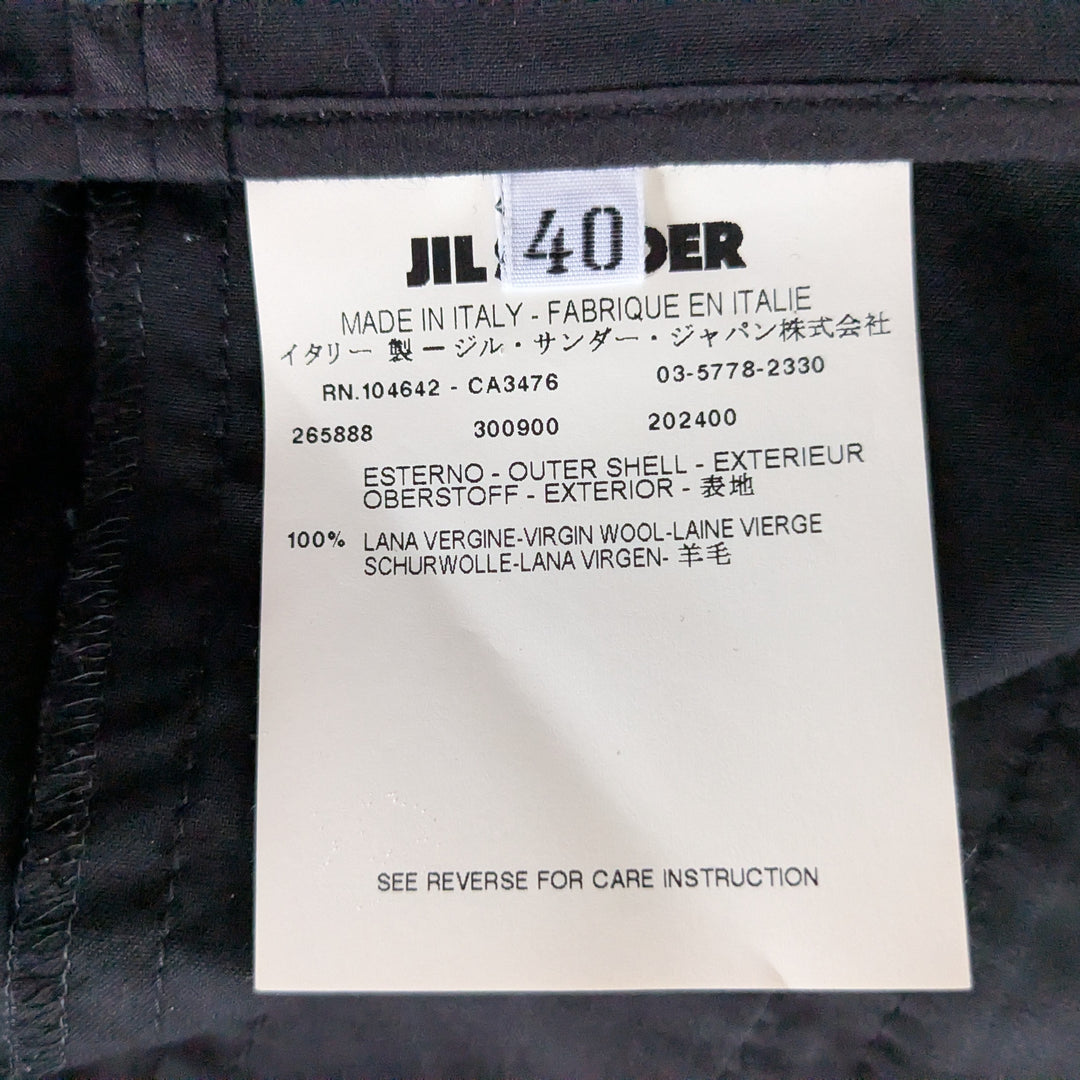 40
JIL DER
MADE IN ITALY - FABRIQUE EN ITALIE
イタリー 製 ー ジル・サンダー・ジャパン株式会社
RN.104642 - CA3476 03-5778-2330
265888 300900 202400
ESTERNO - OUTER SHELL - EXTERIEUR
OBERSTOFF - EXTERIOR - 表地
100% LANA VERGINE-VIRGIN WOOL-LAINE VIERGE
SCHURWOLLE-LANA VIRGEN- 羊毛
SEE REVERSE FOR CARE INSTRUCTION